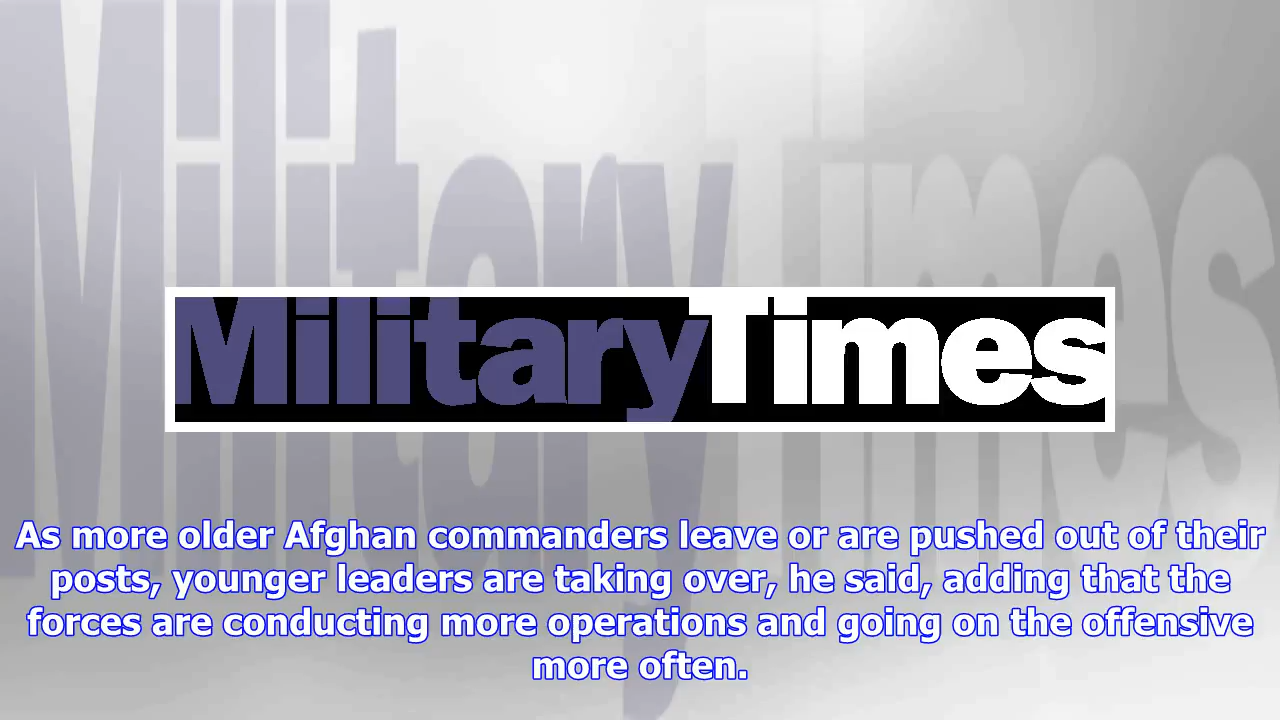 MilitaryTimes
MilitaryTimes
As more older Afghan commanders leave or are pushed out of their
posts, younger leaders are taking over, he said, adding that the
forces are conducting more operations and going on the offensive
more often.